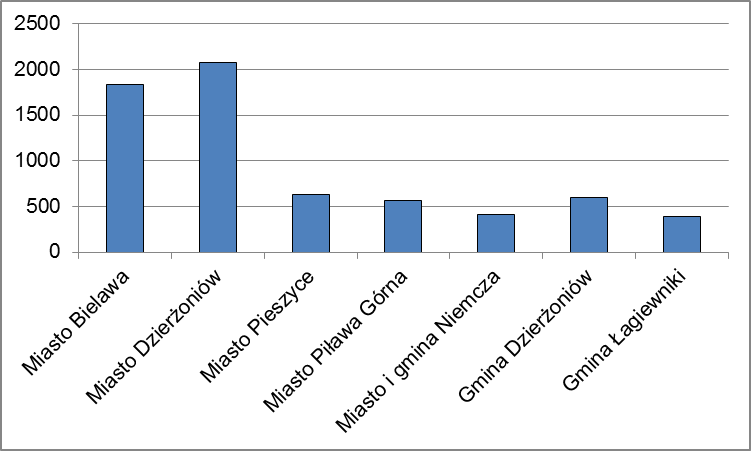 2500
2000
1500
1000
500
0
Miasto Bielawa
Miasto Dzierżoniów
Miasto Pieszyce
Miasto Piława Górna
Miasto i gmina Niemcza
Gmina Dzierżoniów
Gmina Łagiewniki